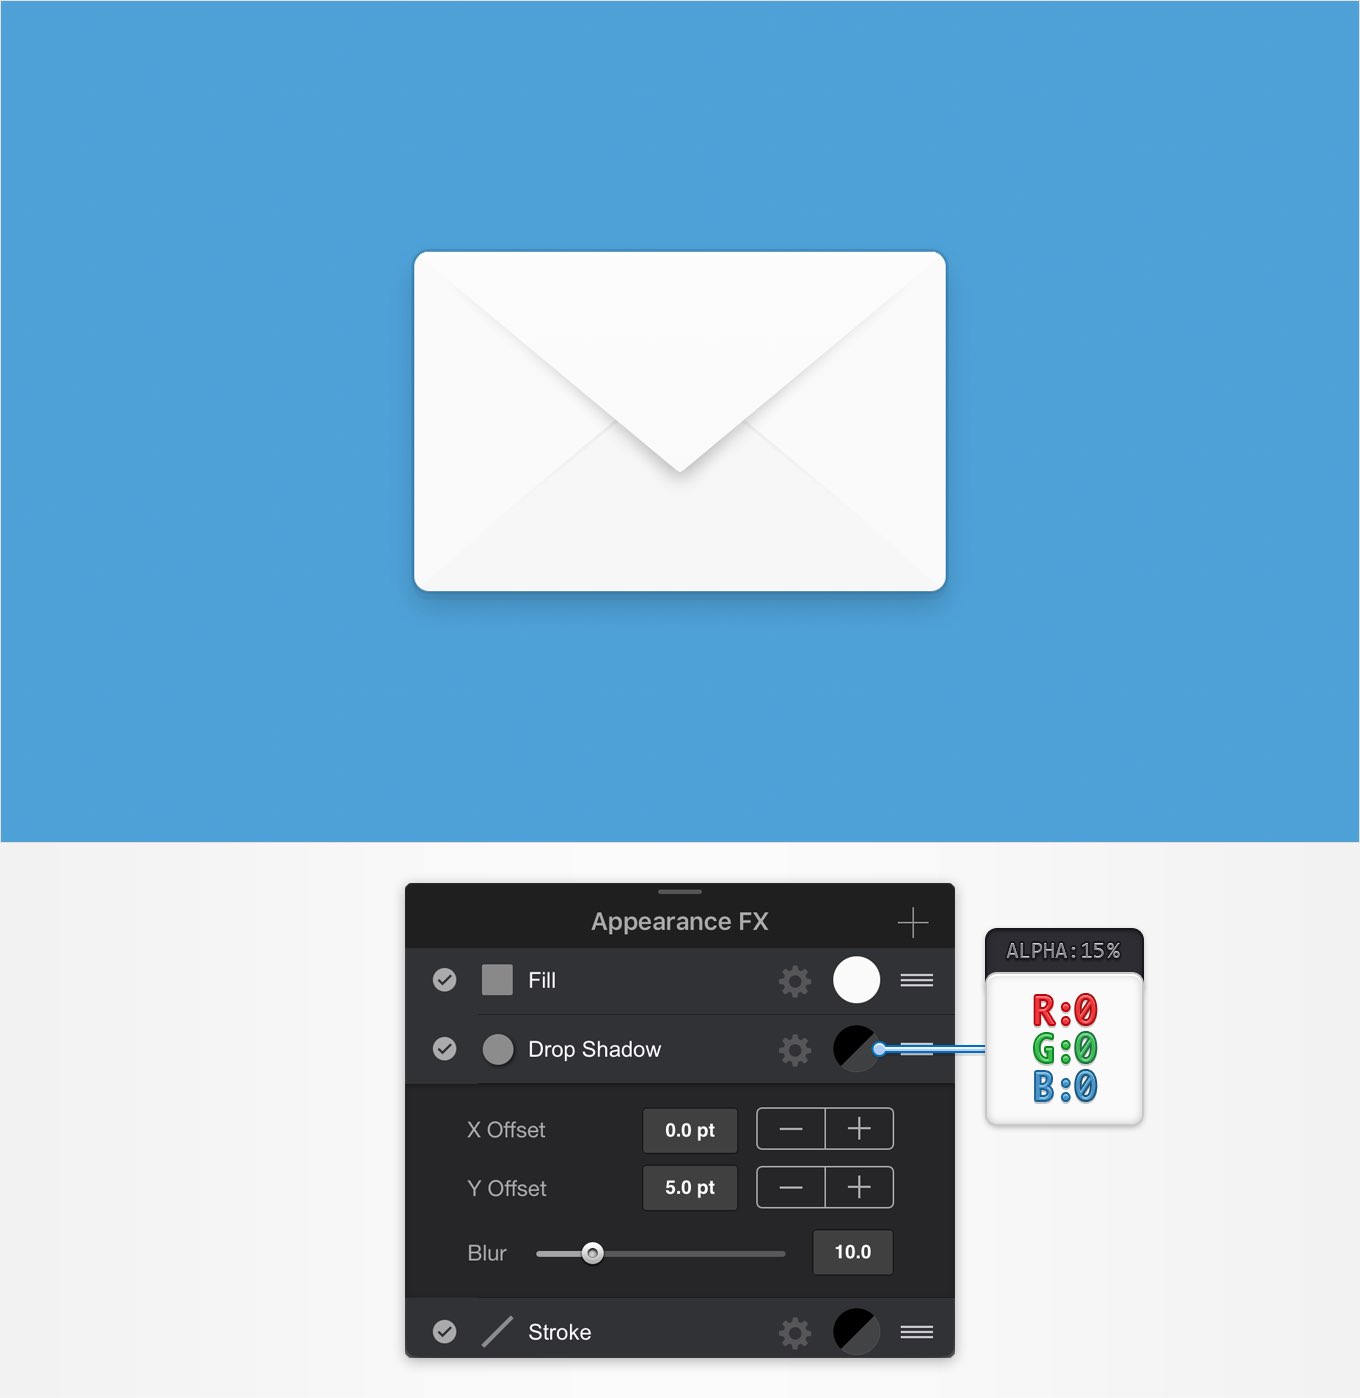 Appearance FX
Fill
ALPHA:15%
R:0
G:0
B:0
Drop Shadow
X Offset 0.0 pt
Y Offset 5.0 pt
Blur 10.0
Stroke